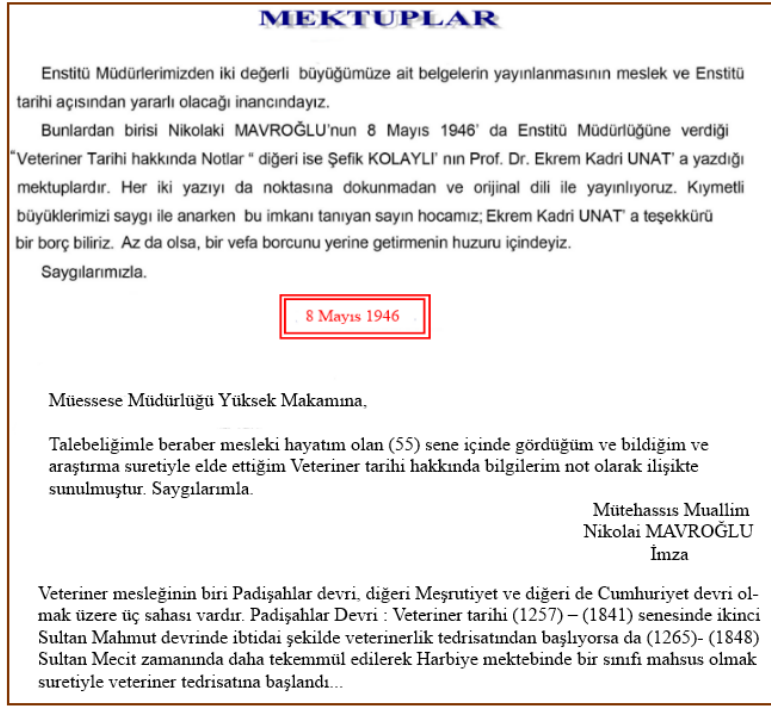 MEKTUPLAR
Enstitü Müdürlerimizden iki değerli büyüğümüze ait belgelerin yayınlanmasının meslek ve Enstitü
tarihi açısından yararlı olacağı inancındayız.
Bunlardan birisi Nikolaki MAVROĞLU'nun 8 Mayıs 1946' da Enstitü Müdürlüğüne verdiği
“Veteriner Tarihi hakkında Notlar “ diğeri ise Şefik KOLAYLI' nın Prof. Dr. Ekrem Kadri UNAT' a yazdığı
mektuplardır. Her iki yazıyı da noktasına dokunmadan ve orijinal dili ile yayınlıyoruz. Kıymetli
büyüklerimizi saygı ile anarken bu imkanı tanıyan sayın hocamız; Ekrem Kadri UNAT' a teşekkürü
bir borç biliriz. Az da olsa, bir vefa borcunu yerine getirmenin huzuru içindeyiz.
Saygılarımızla.
8 Mayıs 1946
Müessese Müdürlüğü Yüksek Makamına,
Talebeliğimle beraber mesleki hayatım olan (55) sene içinde gördüğüm ve bildiğim ve
araştırma suretiyle elde ettiğim Veteriner tarihi hakkında bilgilerim not olarak ilişikte
sunulmuştur. Saygılarımla.
Mütehassıs Muallim
Nikolai MAVROĞLU
İmza
Veteriner mesleğinin biri Padişahlar devri, diğeri Meşrutiyet ve diğeri de Cumhuriyet devri ol-
mak üzere üç sahası vardır. Padişahlar Devri : Veteriner tarihi (1257) – (1841) senesinde ikinci
Sultan Mahmut devrinde ibtidai şekilde veterinerlik tedrisatından başlıyorsa da (1265)- (1848)
Sultan Mecit zamanında daha tekemmül edilerek Harbiye mektebinde bir sınıfı mahsus olmak
suretiyle veteriner tedrisatına başlandı...